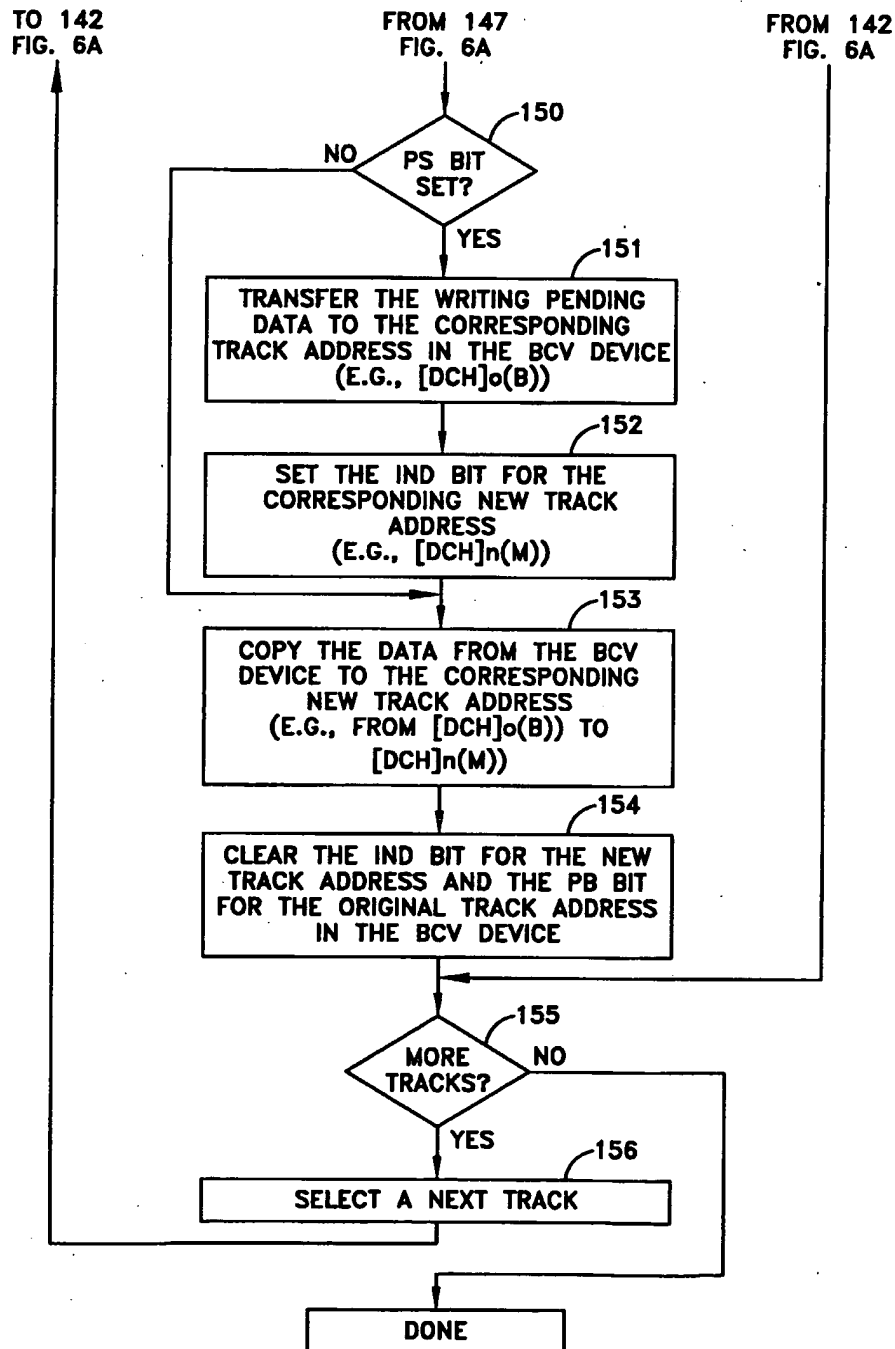 TO 142
FIG. 6A
FROM 147
FIG. 6A
FROM 142
FIG. 6A
150
NO
PS BIT
SET?
YES
151
TRANSFER THE WRITING PENDING
DATA TO THE CORRESPONDING
TRACK ADDRESS IN THE BCV DEVICE
(E.G., [DCH]o(B))
152
SET THE IND BIT FOR THE
CORRESPONDING NEW TRACK
ADDRESS
(E.G., [DCH]n(M))
153
COPY THE DATA FROM THE BCV
DEVICE TO THE CORRESPONDING
NEW TRACK ADDRESS
(E.G., FROM [DCH]o(B)) TO
[DCH]n(M))
154
CLEAR THE IND BIT FOR THE NEW
TRACK ADDRESS AND THE PB BIT
FOR THE ORIGINAL TRACK ADDRESS
IN THE BCV DEVICE
155
MORE
TRACKS?
NO
YES
156
SELECT A NEXT TRACK
DONE